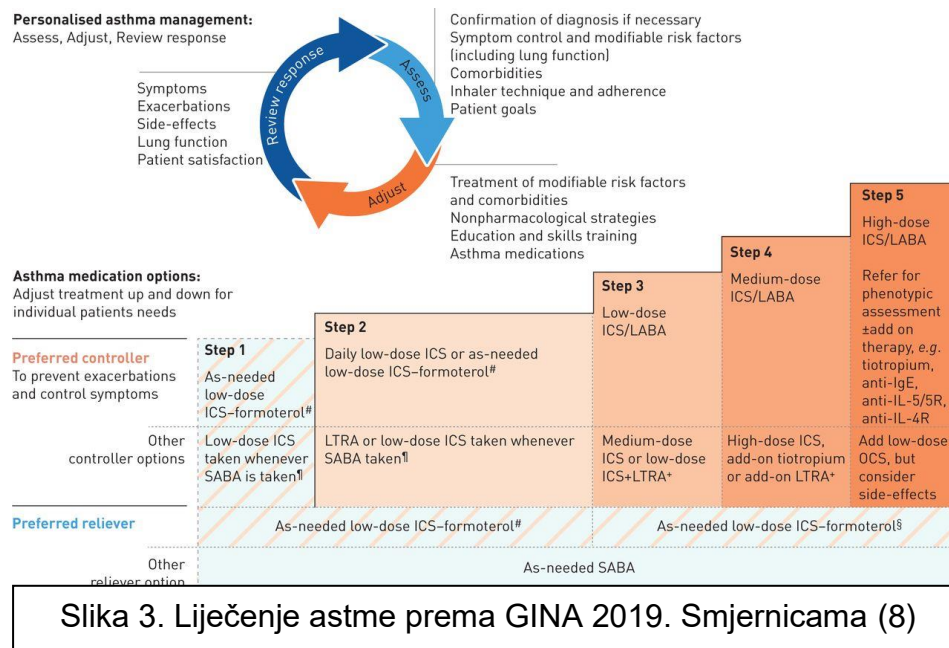 Personalised asthma management:
Assess, Adjust, Review response
Symptoms
Exacerbations
Side-effects
Lung function
Patient satisfaction
Review response
Assess
Adjust
Confirmation of diagnosis if necessary
Symptom control and modifiable risk factors
(including lung function)
Comorbidities
Inhaler technique and adherence
Patient goals
Treatment of modifiable risk factors
and comorbidities
Nonpharmacological strategies
Education and skills training
Asthma medications
Asthma medication options:
Adjust treatment up and down for
individual patients needs
Preferred controller
To prevent exacerbations
and control symptoms
Step 1
As-needed
low-dose
ICS–formoterol#
Step 2
Daily low-dose ICS or as-needed
low-dose ICS–formoterol#
Step 3
Low-dose
ICS/LABA
Step 4
Medium-dose
ICS/LABA
Step 5
High-dose
ICS/LABA
Refer for
phenotypic
assessment
±add on
therapy, e.g.
tiotropium,
anti-IgE,
anti-IL-5/5R,
anti-IL-4R
Other
controller options
Low-dose ICS
taken whenever
SABA is taken¶
LTRA or low-dose ICS taken whenever
SABA taken¶
Medium-dose
ICS or low-dose
ICS+LTRA⁺
High-dose ICS,
add-on tiotropium
or add-on LTRA⁺
Add low-dose
OCS, but
consider
side-effects
Preferred reliever
As-needed low-dose ICS–formoterol#
As-needed low-dose ICS–formoterol§
Other
reliever option
As-needed SABA
Slika 3. Liječenje astme prema GINA 2019. Smjernicama (8)